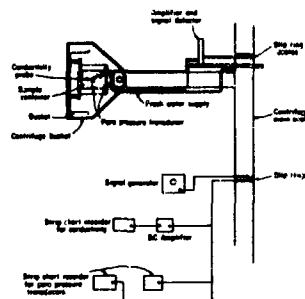 Amplifier and
signal detector
Slip ring
Conductivity
probe
Sample
container
Bucket
Centrifuge bucket
Pore pressure transducer
Fresh water supply
Centrifuge
Signal generator
Slip rings
Strip chart recorder
for conductivity
DC Amplifier
Strip chart recorder
for pore pressure
transducers